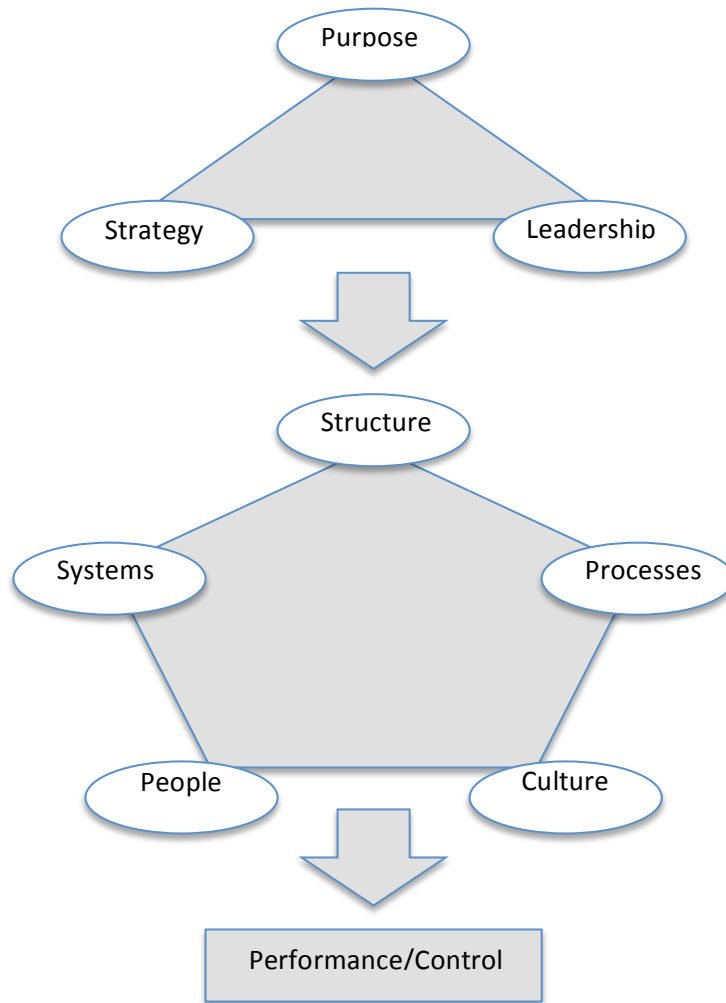 Purpose
Strategy
Leadership
Structure
Systems
Processes
People
Culture
Performance/Control